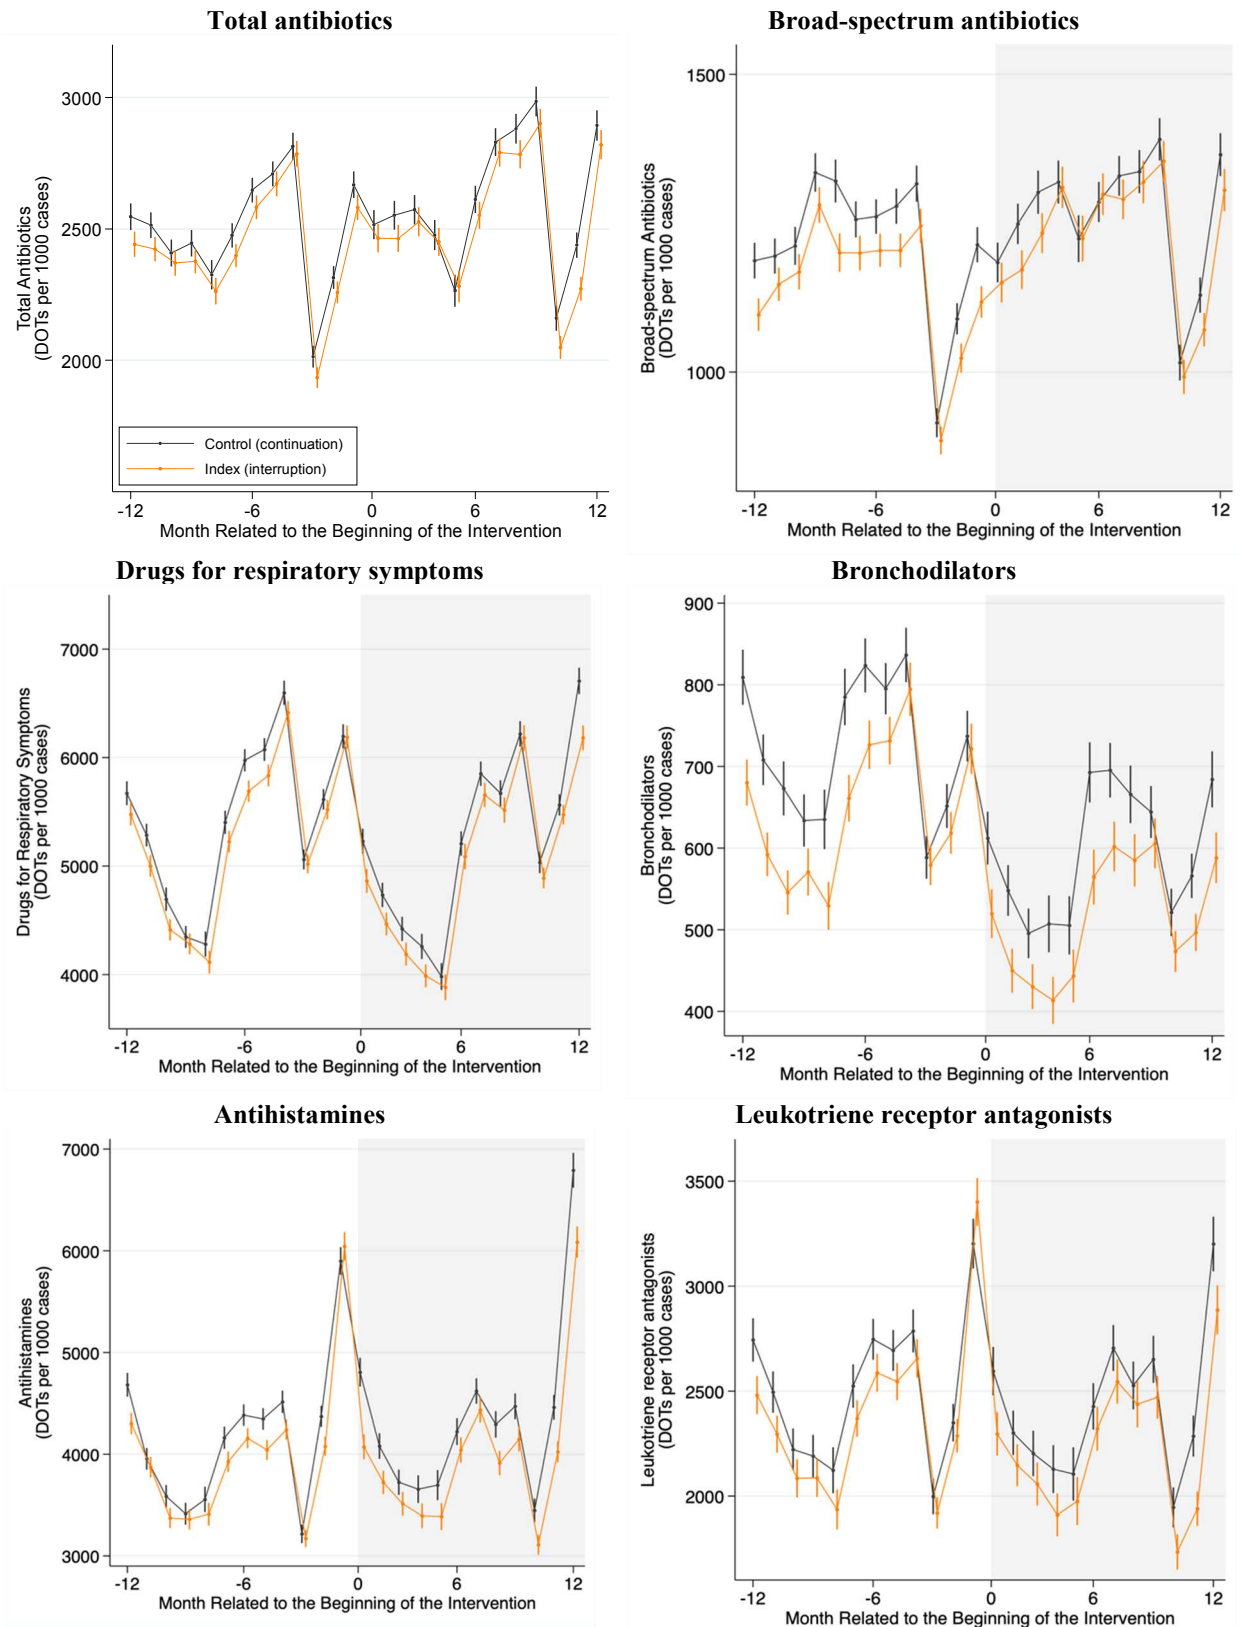 Total antibiotics
3000
2500
2000
Total Antibiotics
(DOTs per 1000 cases)
Control (continuation)
Index (interruption)
-12 -6 0 6 12
Month Related to the Beginning of the Intervention
Broad-spectrum antibiotics
1500
1000
Broad-spectrum Antibiotics
(DOTs per 1000 cases)
-12 -6 0 6 12
Month Related to the Beginning of the Intervention
Drugs for respiratory symptoms
7000
6000
5000
4000
Drugs for Respiratory Symptoms
(DOTs per 1000 cases)
-12 -6 0 6 12
Month Related to the Beginning of the Intervention
Bronchodilators
900
800
700
600
500
400
Bronchodilators
(DOTs per 1000 cases)
-12 -6 0 6 12
Month Related to the Beginning of the Intervention
Antihistamines
7000
6000
5000
4000
3000
Antihistamines
(DOTs per 1000 cases)
-12 -6 0 6 12
Month Related to the Beginning of the Intervention
Leukotriene receptor antagonists
3500
3000
2500
2000
Leukotriene receptor antagonists
(DOTs per 1000 cases)
-12 -6 0 6 12
Month Related to the Beginning of the Intervention